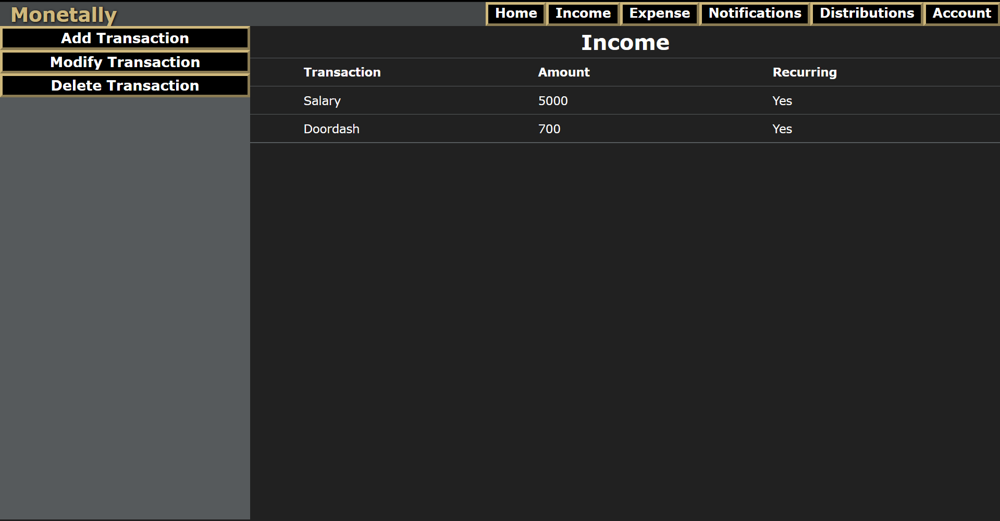 Monetally
Home Income Expense Notifications Distributions Account
Add Transaction
Modify Transaction
Delete Transaction
Income
Transaction Amount Recurring
Salary 5000 Yes
Doordash 700 Yes